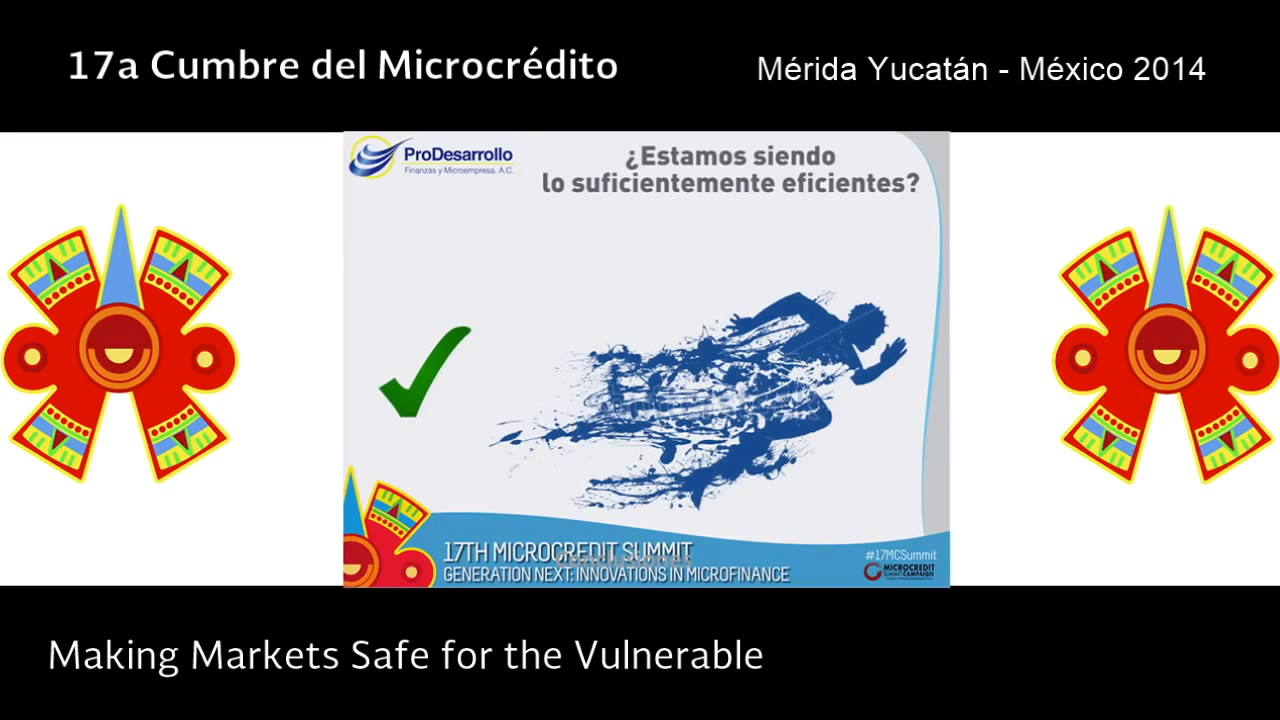 17a Cumbre del Microcrédito
Mérida Yucatán - México 2014
ProDesarrollo
Finanzas y Microempresa, A.C.
¿Estamos siendo
lo suficientemente eficientes?
17TH MICROCREDIT SUMMIT
GENERATION NEXT: INNOVATIONS IN MICROFINANCE
#17MCSummit
MICROCREDIT
SUMMIT CAMPAIGN
Making Markets Safe for the Vulnerable